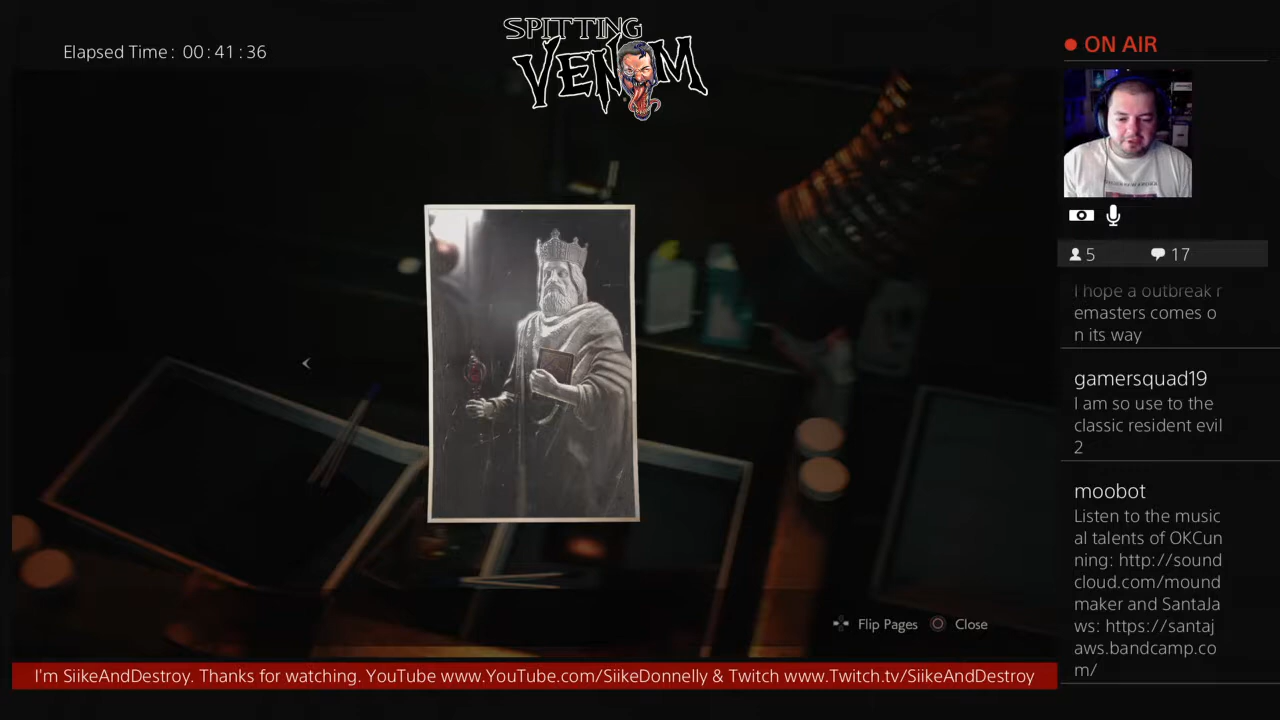 Elapsed Time: 00:41:36
SPITTING
VENOM
ON AIR
5 17
I hope a outbreak r
emasters comes o
n its way
gamersquad19
I am so use to the
classic resident evil
2
moobot
Listen to the music
al talents of OKCun
ning: http://sound
cloud.com/mound
maker and SantaJa
ws: https://santaj
aws.bandcamp.co
m/
Flip Pages Close
I'm SiikeAndDestroy. Thanks for watching. YouTube www.YouTube.com/SiikeDonnelly & Twitch www.Twitch.tv/SiikeAndDestroy